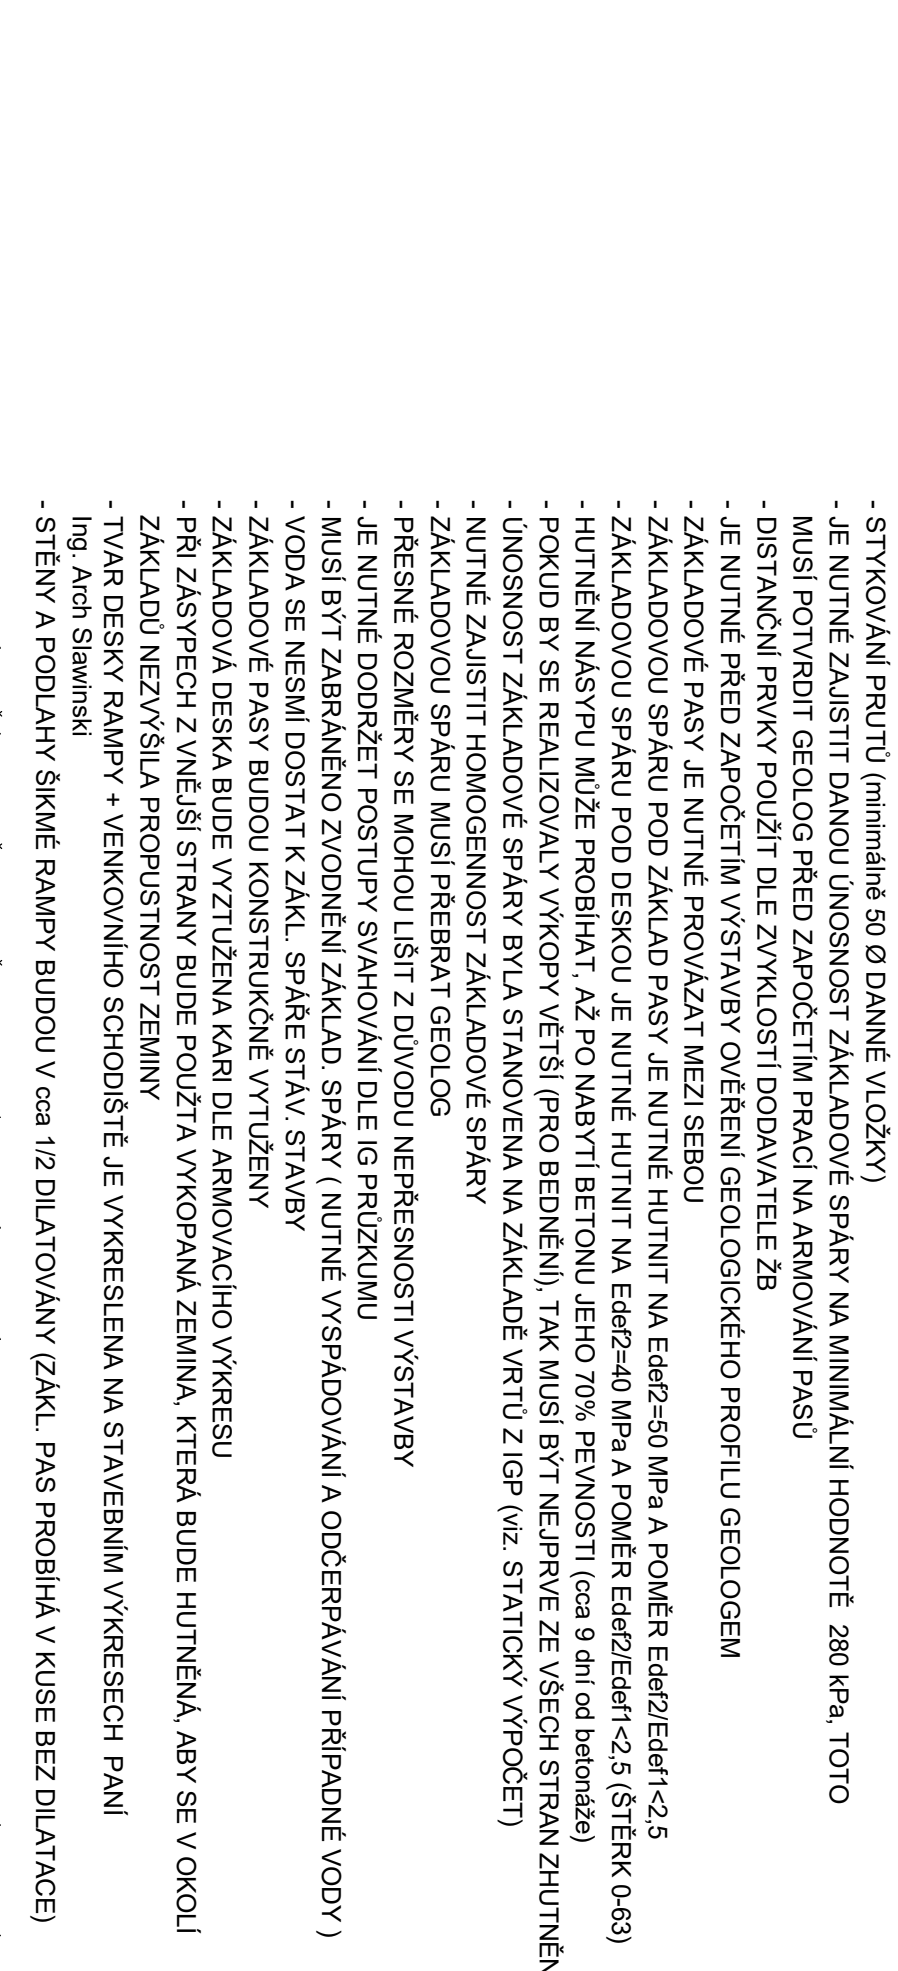 - STYKOVÁNÍ PRUTŮ (minimálně 50 Ø DANNÉ VLOŽKY)
- JE NUTNÉ ZAJISTIT DANOU ÚNOSNOST ZÁKLADOVÉ SPÁRY NA MINIMÁLNÍ HODNOTĚ 280 kPa, TOTO
MUSÍ POTVRDIT GEOLOG PŘED ZAPOČETÍM PRACÍ NA ARMOVÁNÍ PASŮ
- DISTANČNÍ PRVKY POUŽÍT DLE ZVYKLOSTÍ DODAVATELE ŽB
- JE NUTNÉ PŘED ZAPOČETÍM VÝSTAVBY OVĚŘENÍ GEOLOGICKÉHO PROFILU GEOLOGEM
- ZÁKLADOVÉ PASY JE NUTNÉ PROVÁZAT MEZI SEBOU
- ZÁKLADOVOU SPÁRU POD ZÁKLAD PASY JE NUTNÉ HUTNIT NA Edef2=50 MPa A POMĚR Edef2/Edef1<2,5
- ZÁKLADOVOU SPÁRU POD DESKOU JE NUTNÉ HUTNIT NA Edef2=40 MPa A POMĚR Edef2/Edef1<2,5 (ŠTĚRK 0-63)
- HUTNĚNÍ NÁSYPU MŮŽE PROBÍHAT, AŽ PO NABYTÍ BETONU JEHO 70% PEVNOSTI (cca 9 dní od betonáže)
- POKUD BY SE REALIZOVALY VÝKOPY VĚTŠÍ (PRO BEDNĚNÍ), TAK MUSÍ BÝT NEJPRVE ZE VŠECH STRAN ZHUTNĚN
- ÚNOSNOST ZÁKLADOVÉ SPÁRY BYLA STANOVENA NA ZÁKLADĚ VRTŮ Z IGP (viz. STATICKÝ VÝPOČET)
- NUTNÉ ZAJISTIT HOMOGENNOST ZÁKLADOVÉ SPÁRY
- ZÁKLADOVOU SPÁRU MUSÍ PŘEBRAT GEOLOG
- PŘESNÉ ROZMĚRY SE MOHOU LIŠIT Z DŮVODU NEPŘESNOSTI VÝSTAVBY
- JE NUTNÉ DODRŽET POSTUPY SVAHOVÁNÍ DLE IG PRŮZKUMU
- MUSÍ BÝT ZABRÁNĚNO ZVODNĚNÍ ZÁKLAD. SPÁRY ( NUTNÉ VYSPÁDOVÁNÍ A ODČERPÁVÁNÍ PŘÍPADNÉ VODY )
- VODA SE NESMÍ DOSTAT K ZÁKL. SPÁŘE STÁV. STAVBY
- ZÁKLADOVÉ PASY BUDOU KONSTRUKČNĚ VYTUŽENY
- ZÁKLADOVÁ DESKA BUDE VYZTUŽENA KARI DLE ARMOVACÍHO VÝKRESU
- PŘI ZÁSYPECH Z VNĚJŠÍ STRANY BUDE POUŽTA VYKOPANÁ ZEMINA, KTERÁ BUDE HUTNĚNÁ, ABY SE V OKOLÍ
ZÁKLADŮ NEZVÝŠILA PROPUSTNOST ZEMINY
- TVAR DESKY RAMPY + VENKOVNÍHO SCHODIŠTĚ JE VYKRESLENA NA STAVEBNÍM VÝKRESECH PANÍ
Ing. Arch Slawinski
- STĚNY A PODLAHY ŠIKMÉ RAMPY BUDOU V cca 1/2 DILATOVÁNY (ZÁKL. PAS PROBÍHÁ V KUSE BEZ DILATACE)